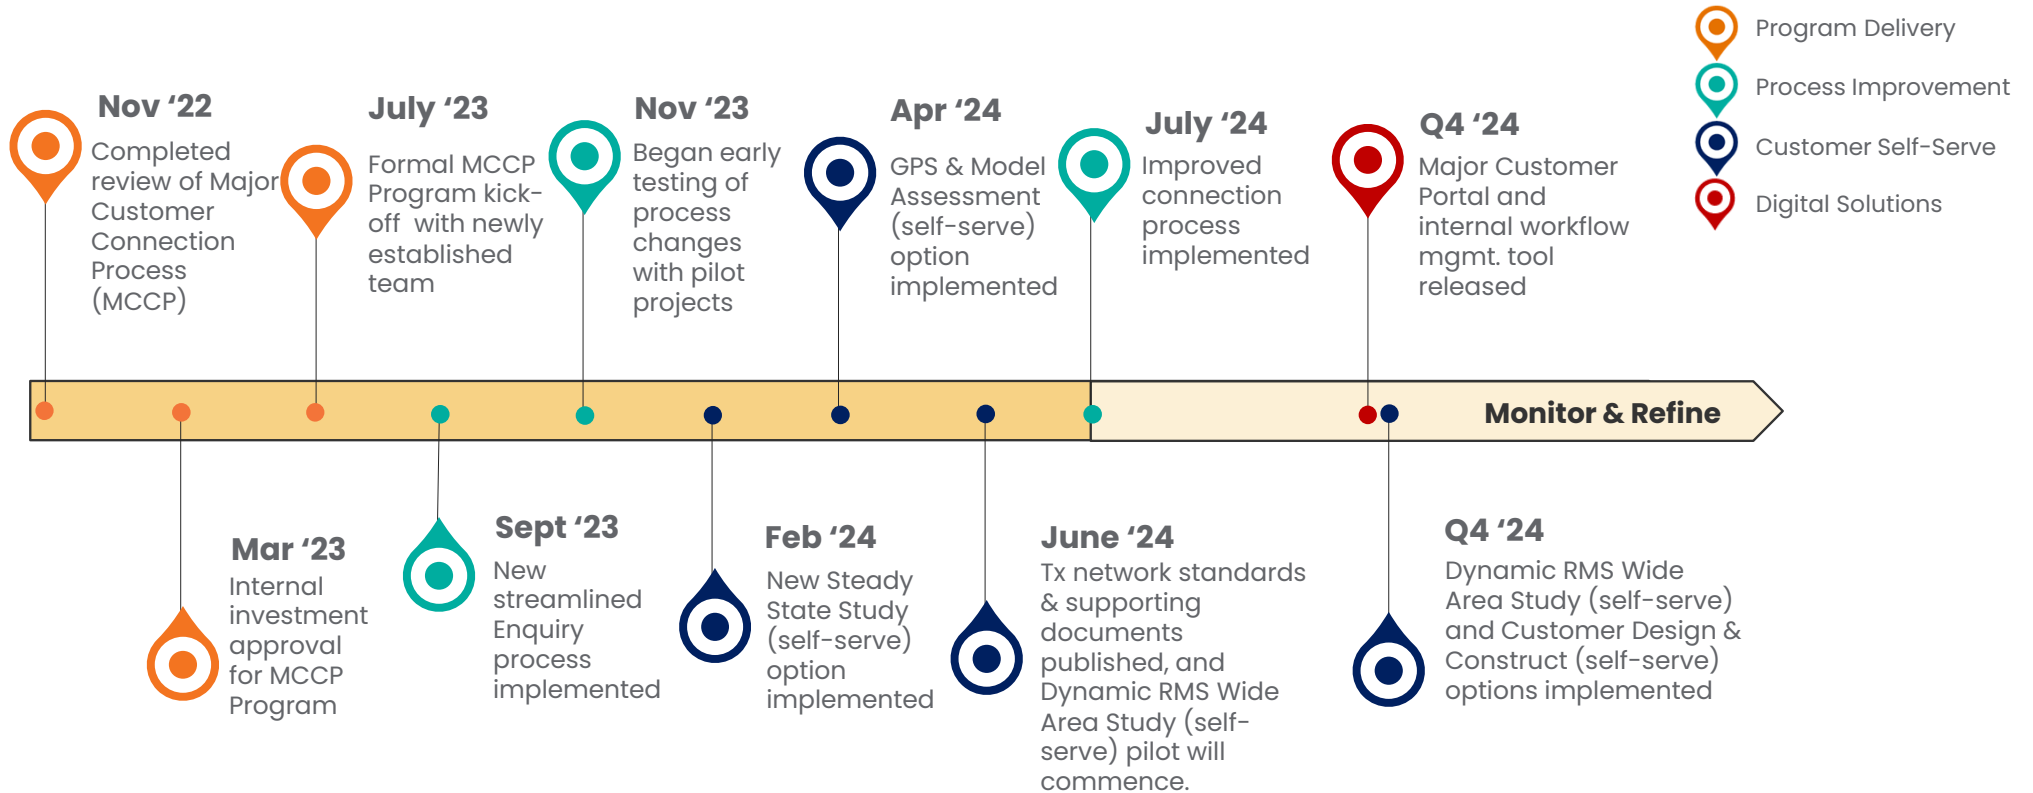 Program Delivery
Process Improvement
Customer Self-Serve
Digital Solutions
Nov ‘22
Completed
review of Major
Customer
Connection
Process
(MCCP)
July ‘23
Formal MCCP
Program kick-
off with newly
established
team
Nov ‘23
Began early
testing of
process
changes
with pilot
projects
Apr ‘24
GPS & Model
Assessment
(self-serve)
option
implemented
July ‘24
Improved
connection
process
implemented
Q4 ‘24
Major Customer
Portal and
internal workflow
mgmt. tool
released
Monitor & Refine
Mar ‘23
Internal
investment
approval
for MCCP
Program
Sept ‘23
New
streamlined
Enquiry
process
implemented
Feb ‘24
New Steady
State Study
(self-serve)
option
implemented
June ‘24
Tx network standards
& supporting
documents
published, and
Dynamic RMS Wide
Area Study (self-
serve) pilot will
commence.
Q4 ‘24
Dynamic RMS Wide
Area Study (self-serve)
and Customer Design &
Construct (self-serve)
options implemented